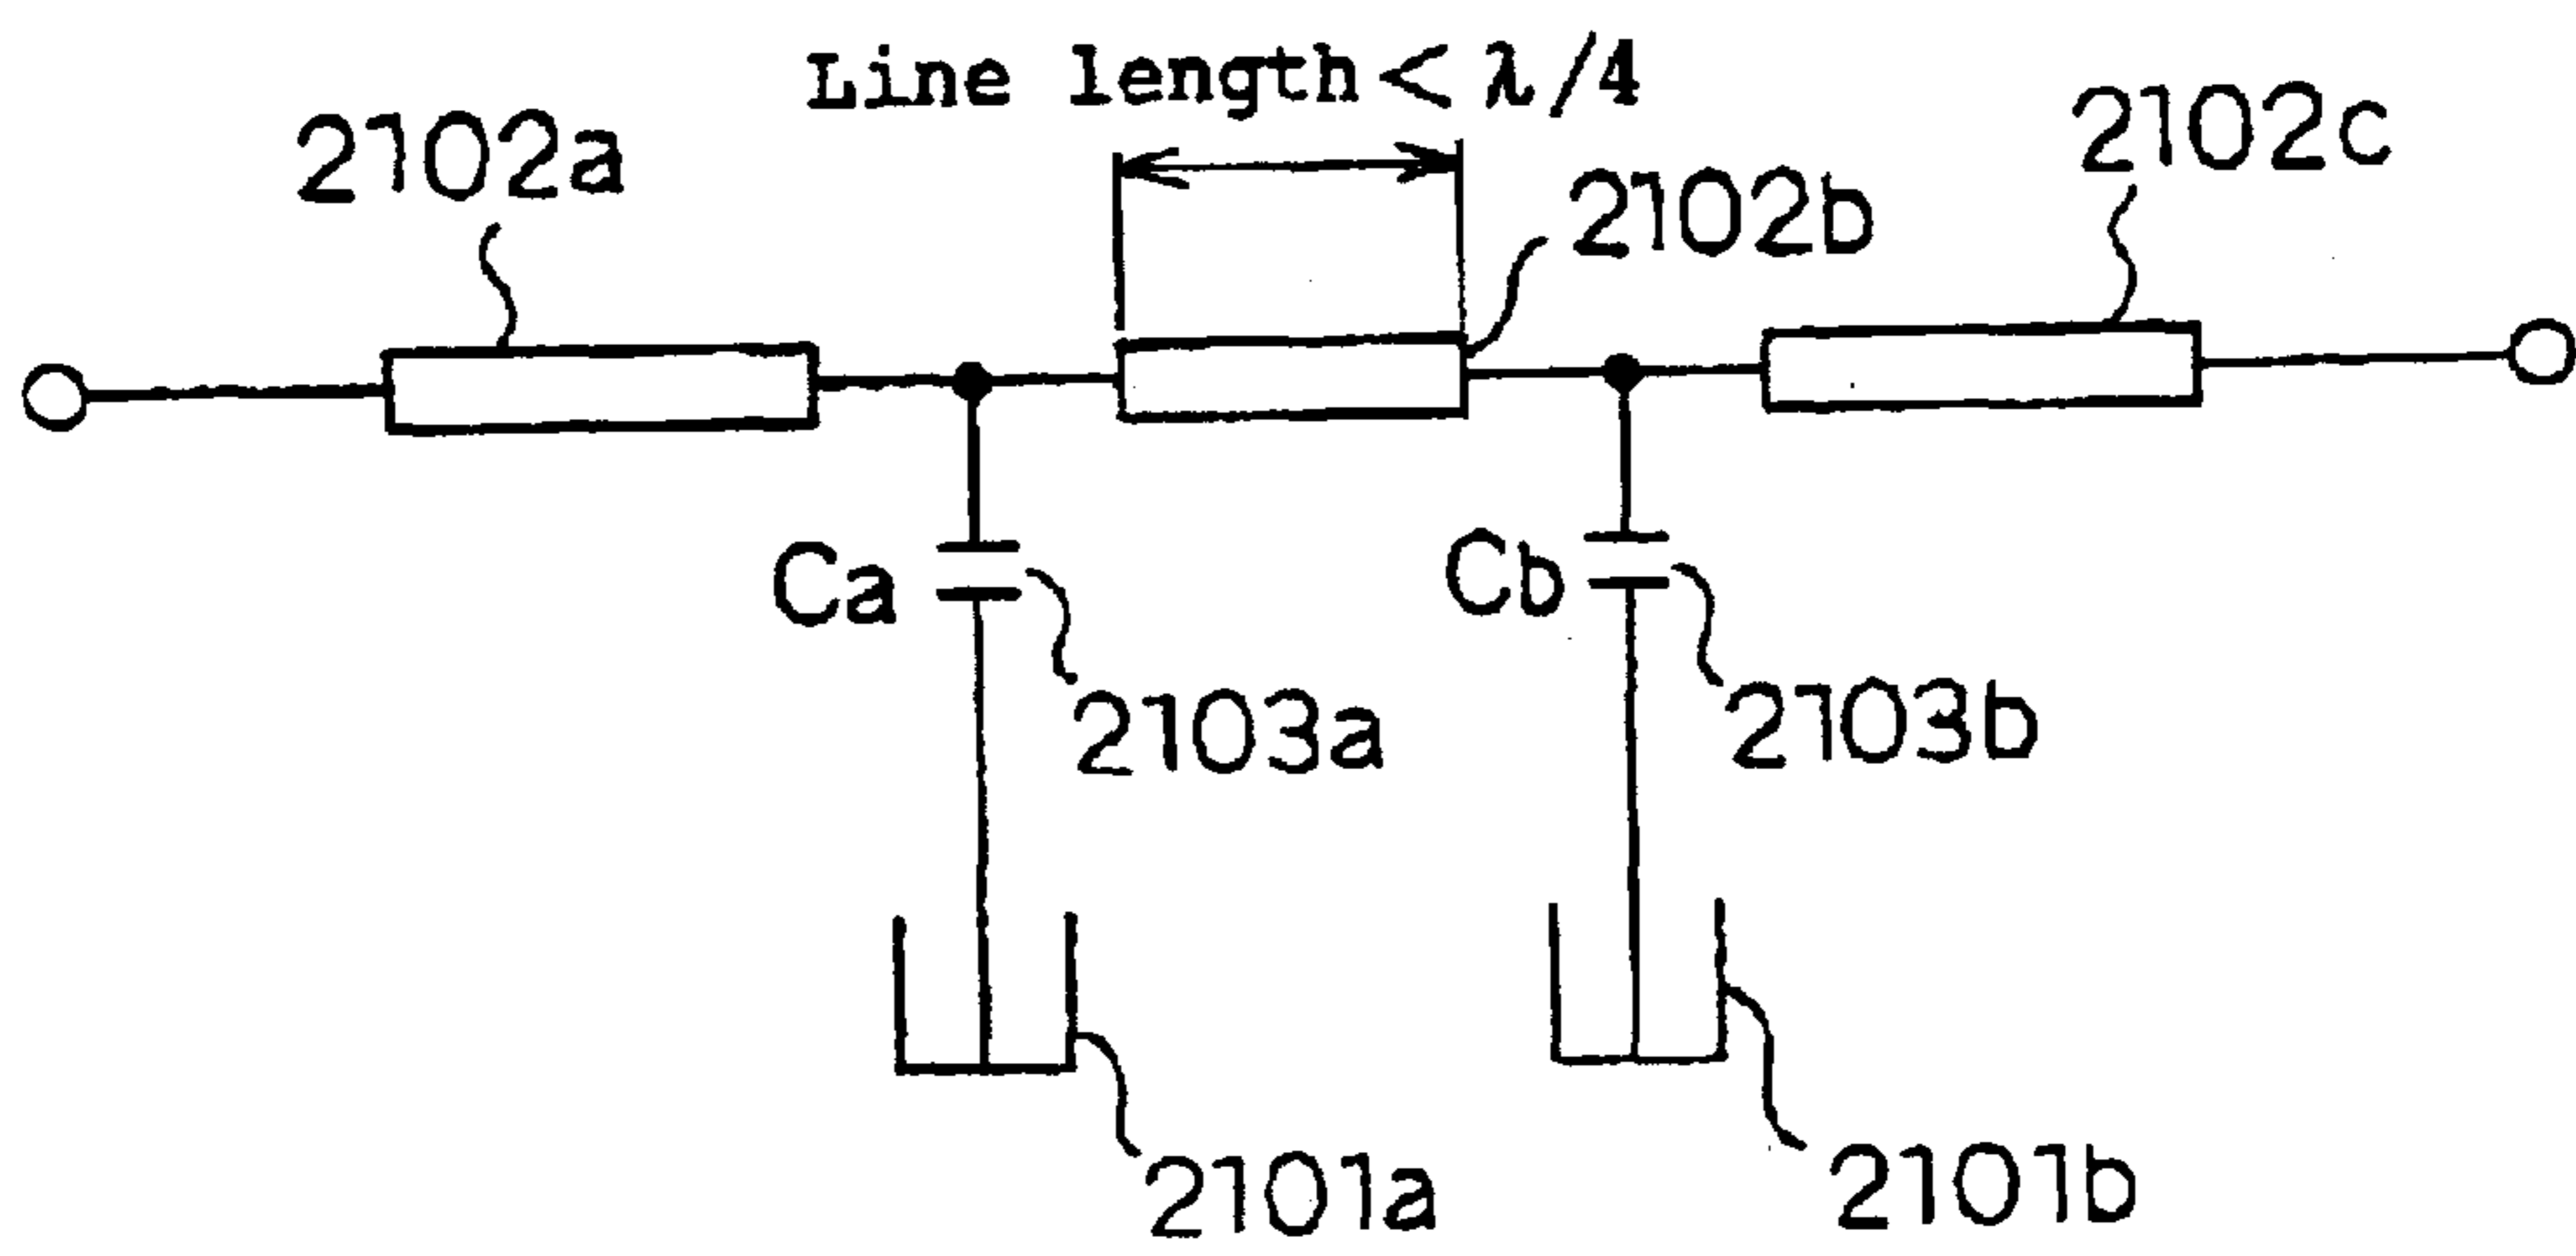 Line length < λ/4
2102a
2102b
2102c
Ca
Cb
2103a
2103b
2101a
2101b